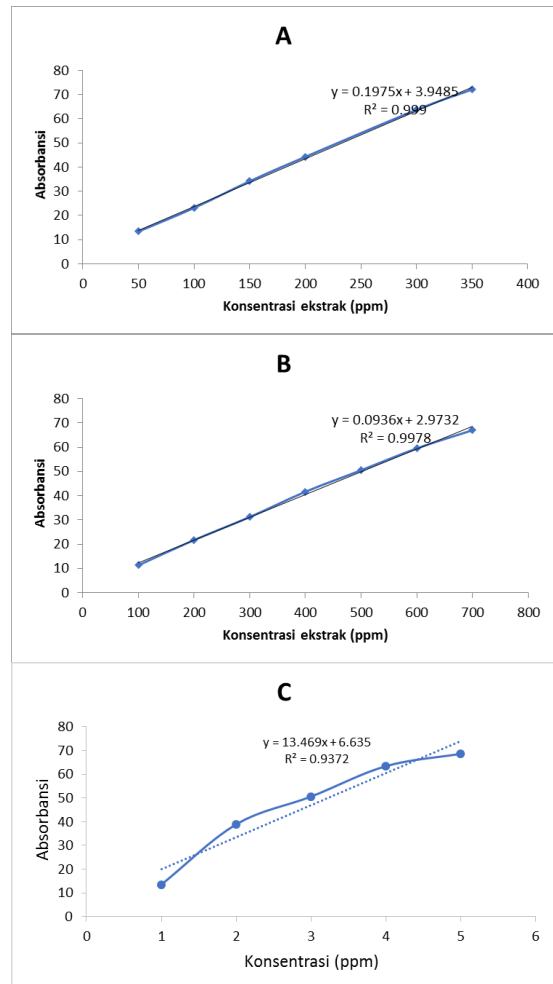 A
80
70
60
50
40
30
20
10
0
y = 0.1975x + 3.9485
R² = 0.999
0 50 100 150 200 250 300 350 400
Absorbansi
Konsentrasi ekstrak (ppm)
B
80
70
60
50
40
30
20
10
0
y = 0.0936x + 2.9732
R² = 0.9978
0 100 200 300 400 500 600 700 800
Absorbansi
Konsentrasi ekstrak (ppm)
C
80
70
60
50
40
30
20
10
0
y = 13.469x + 6.635
R² = 0.9372
0 1 2 3 4 5 6
Absorbansi
Konsentrasi (ppm)